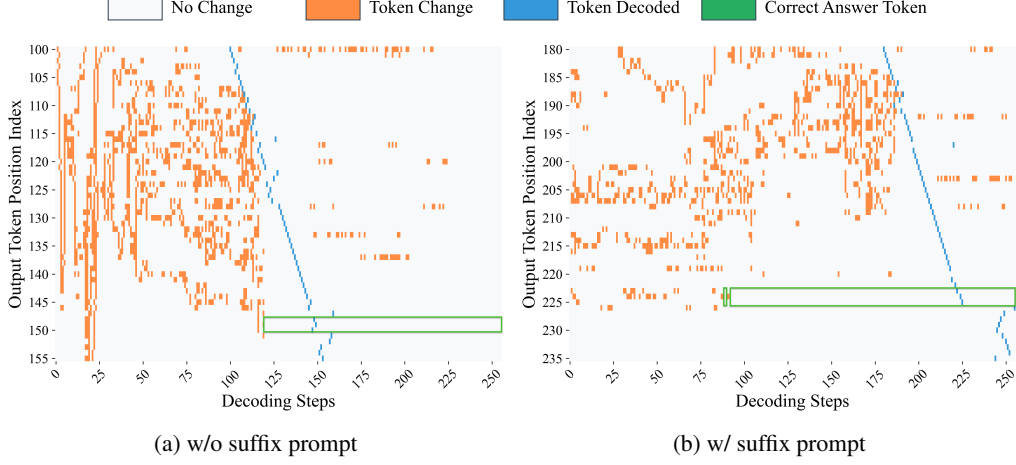 No Change Token Change Token Decoded Correct Answer Token
Output Token Position Index
100
105
110
115
120
125
130
135
140
145
150
155
0 25 50 75 100 125 150 175 200 225 250
Decoding Steps
(a) w/o suffix prompt
Output Token Position Index
180
185
190
195
200
205
210
215
220
225
230
235
0 25 50 75 100 125 150 175 200 225 250
Decoding Steps
(b) w/ suffix prompt